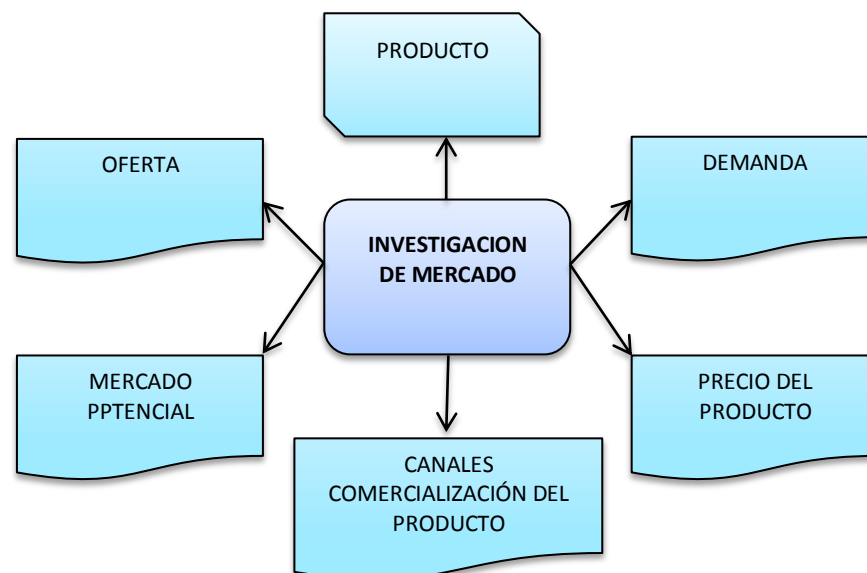 PRODUCTO
OFERTA
DEMANDA
INVESTIGACION
DE MERCADO
MERCADO
PPTENCIAL
PRECIO DEL
PRODUCTO
CANALES
COMERCIALIZACIÓN DEL
PRODUCTO